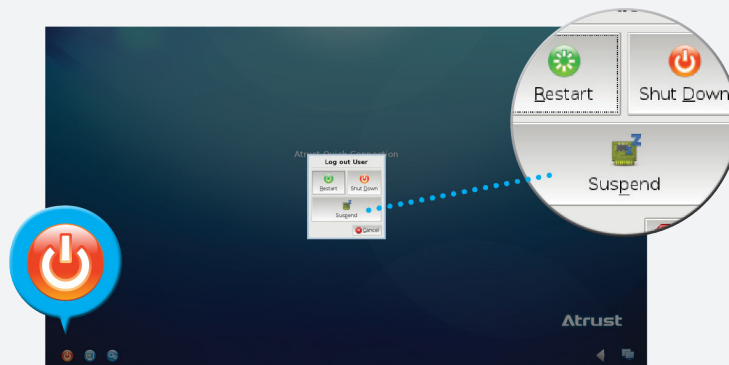 Atrust Quick Connection
Log out User
Restart
Shut Down
Suspend
Cancel
Restart
Shut Down
Suspend
Atrust